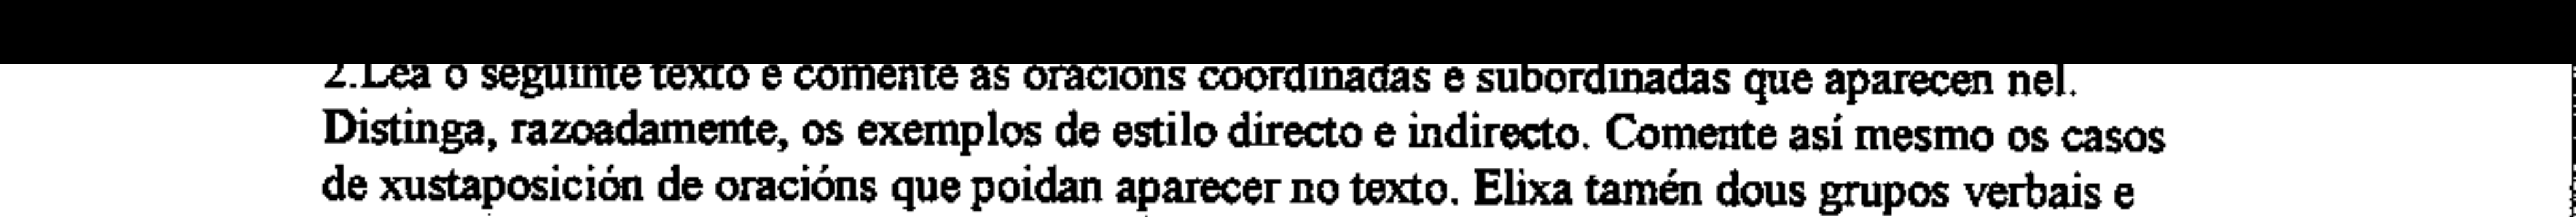 2.Lea o seguinte texto e comente as oracións coordinadas e subordinadas que aparecen nel.
Distinga, razoadamente, os exemplos de estilo directo e indirecto. Comente así mesmo os casos
de xustaposición de oracións que poidan aparecer no texto. Elixa tamén dous grupos verbais e